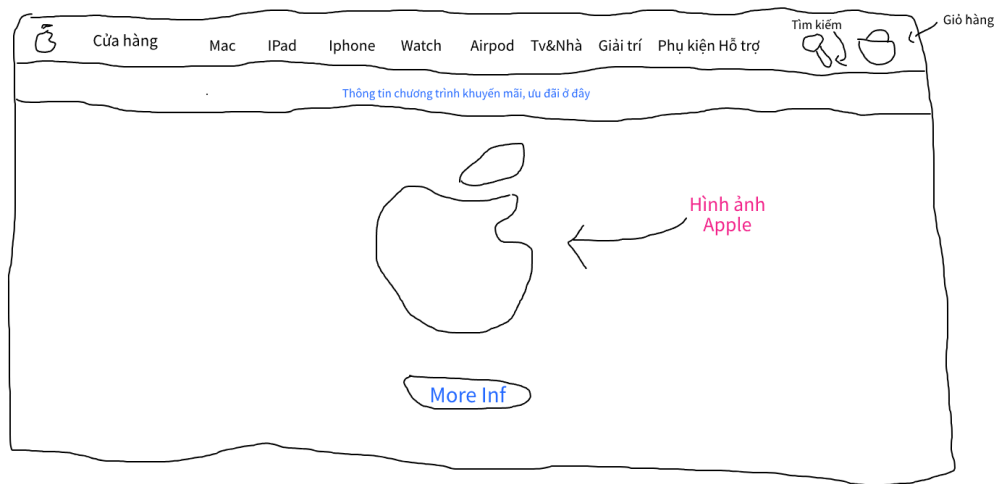 Tìm kiếm
Giỏ hàng
Cửa hàng Mac IPad Iphone Watch Airpod Tv&Nhà Giải trí Phụ kiện Hỗ trợ
Thông tin chương trình khuyến mãi, ưu đãi ở đây
Hình ảnh
Apple
More Inf